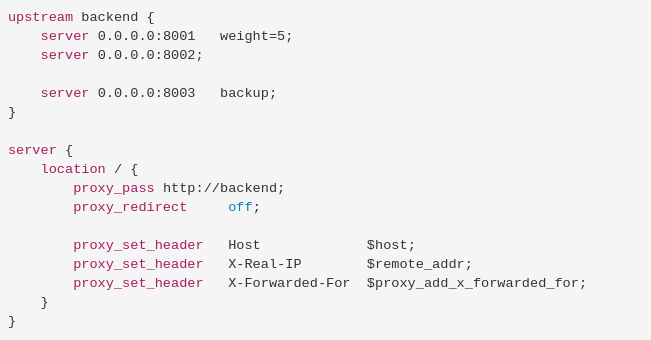 upstream backend {
    server 0.0.0.0:8001   weight=5;
    server 0.0.0.0:8002;

    server 0.0.0.0:8003   backup;
}

server {
    location / {
        proxy_pass http://backend;
        proxy_redirect     off;

        proxy_set_header   Host             $host;
        proxy_set_header   X-Real-IP        $remote_addr;
        proxy_set_header   X-Forwarded-For  $proxy_add_x_forwarded_for;
    }
}